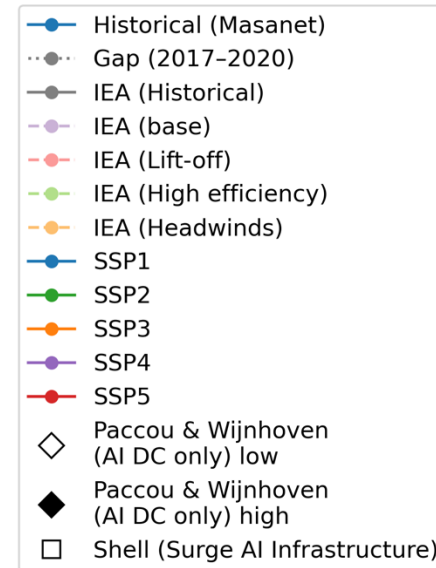 Historical (Masanet)
Gap (2017–2020)
IEA (Historical)
IEA (base)
IEA (Lift-off)
IEA (High efficiency)
IEA (Headwinds)
SSP1
SSP2
SSP3
SSP4
SSP5
Paccou & Wijnhoven
(AI DC only) low
Paccou & Wijnhoven
(AI DC only) high
Shell (Surge AI Infrastructure)